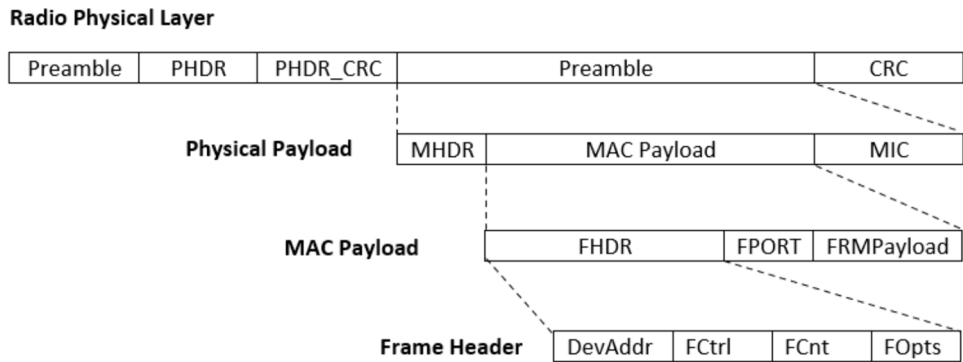 Radio Physical Layer
Preamble PHDR PHDR_CRC Preamble CRC
Physical Payload MHDR MAC Payload MIC
MAC Payload FHDR FPORT FRMPayload
Frame Header DevAddr FCtrl FCnt FOpts